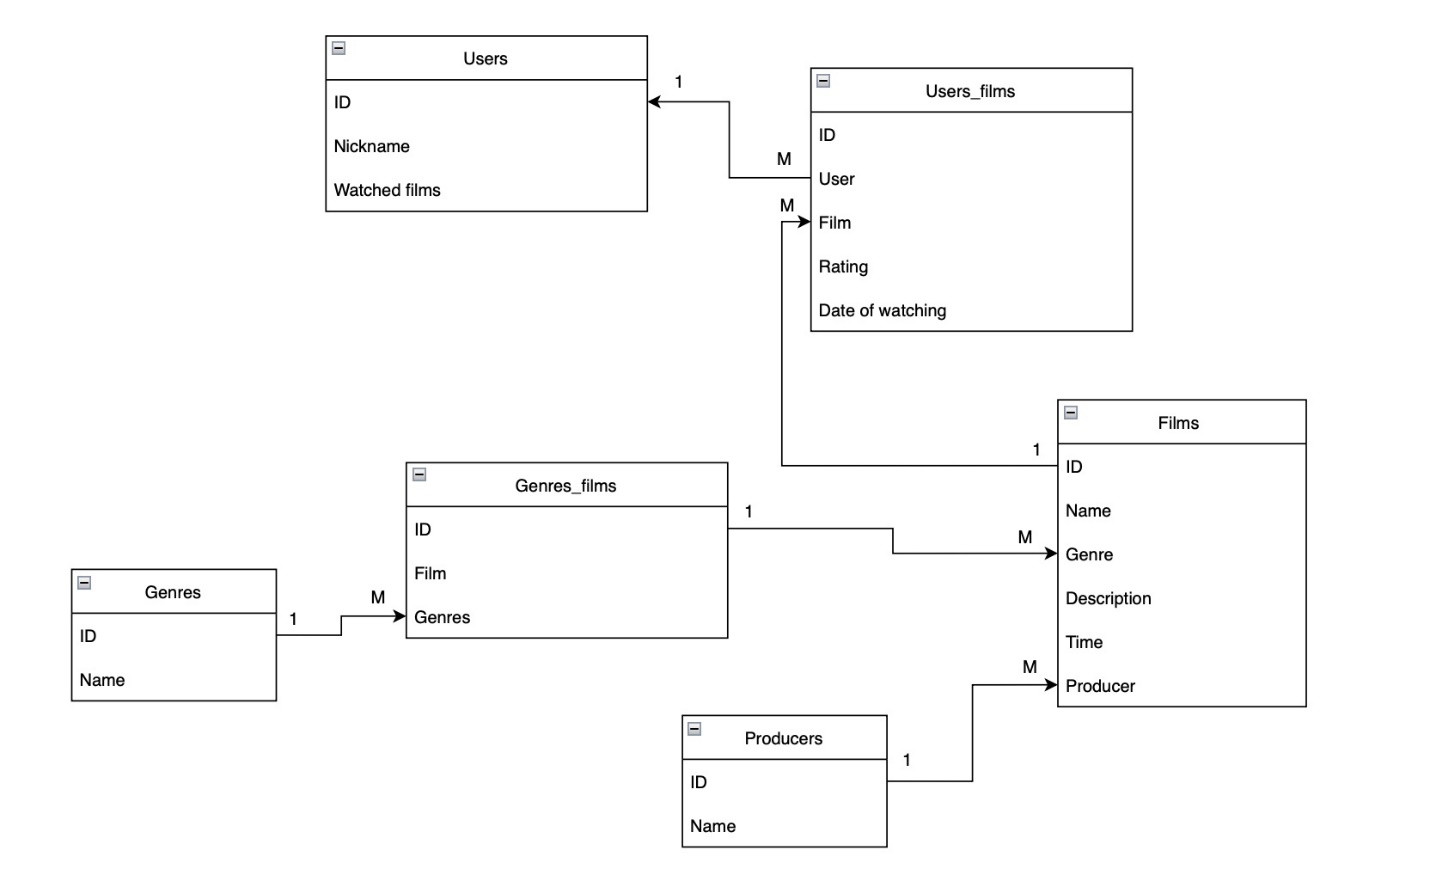 Users
ID
Nickname
Watched films
1
M
M
Users_films
ID
User
Film
Rating
Date of watching
Films
1
ID
Name
M
Genre
Description
Time
M
Producer
Genres_films
ID
1
Film
M
Genres
Genres
1
ID
Name
Producers
1
ID
Name